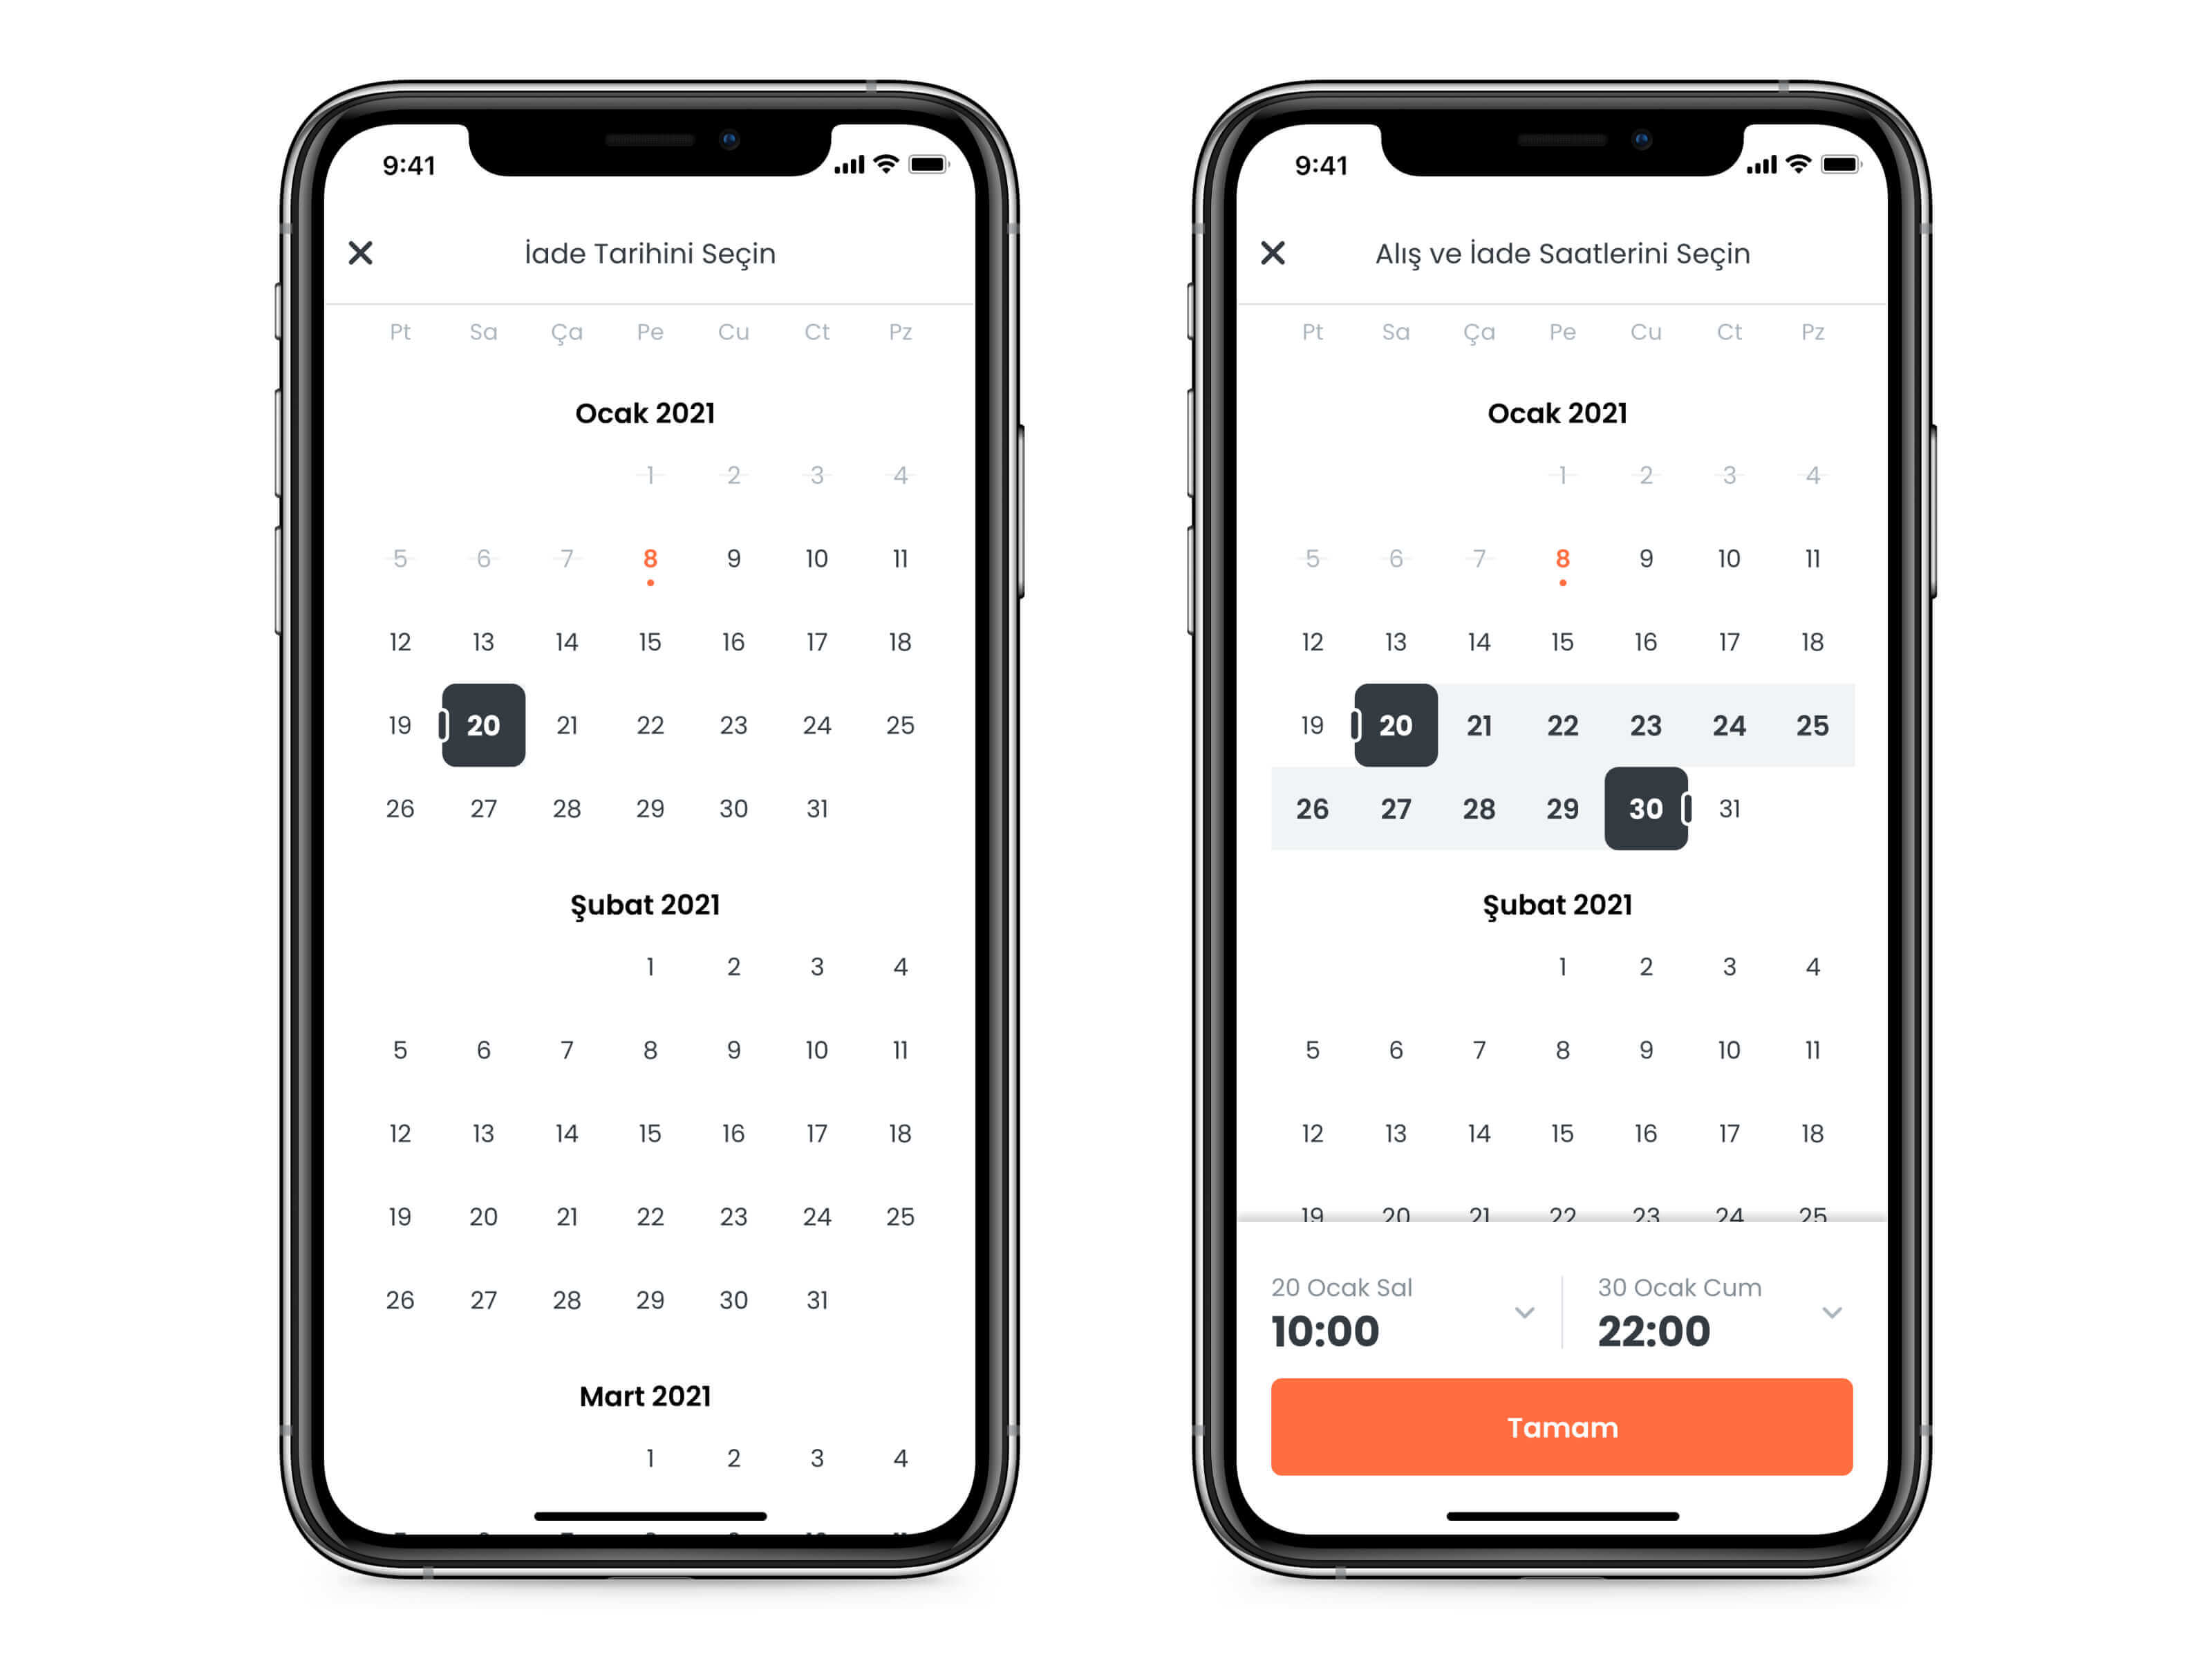 9:41
İade Tarihini Seçin
Pt Sa Ça Pe Cu Ct Pz
Ocak 2021
1 2 3 4
5 6 7 8 9 10 11
12 13 14 15 16 17 18
19 20 21 22 23 24 25
26 27 28 29 30 31
Şubat 2021
1 2 3 4
5 6 7 8 9 10 11
12 13 14 15 16 17 18
19 20 21 22 23 24 25
26 27 28 29 30 31
Mart 2021
1 2 3 4
9:41
Alış ve İade Saatlerini Seçin
Pt Sa Ça Pe Cu Ct Pz
Ocak 2021
1 2 3 4
5 6 7 8 9 10 11
12 13 14 15 16 17 18
19 20 21 22 23 24 25
26 27 28 29 30 31
Şubat 2021
1 2 3 4
5 6 7 8 9 10 11
12 13 14 15 16 17 18
19 20 21 22 23 24 25
20 Ocak Sal 30 Ocak Cum
10:00 22:00
Tamam